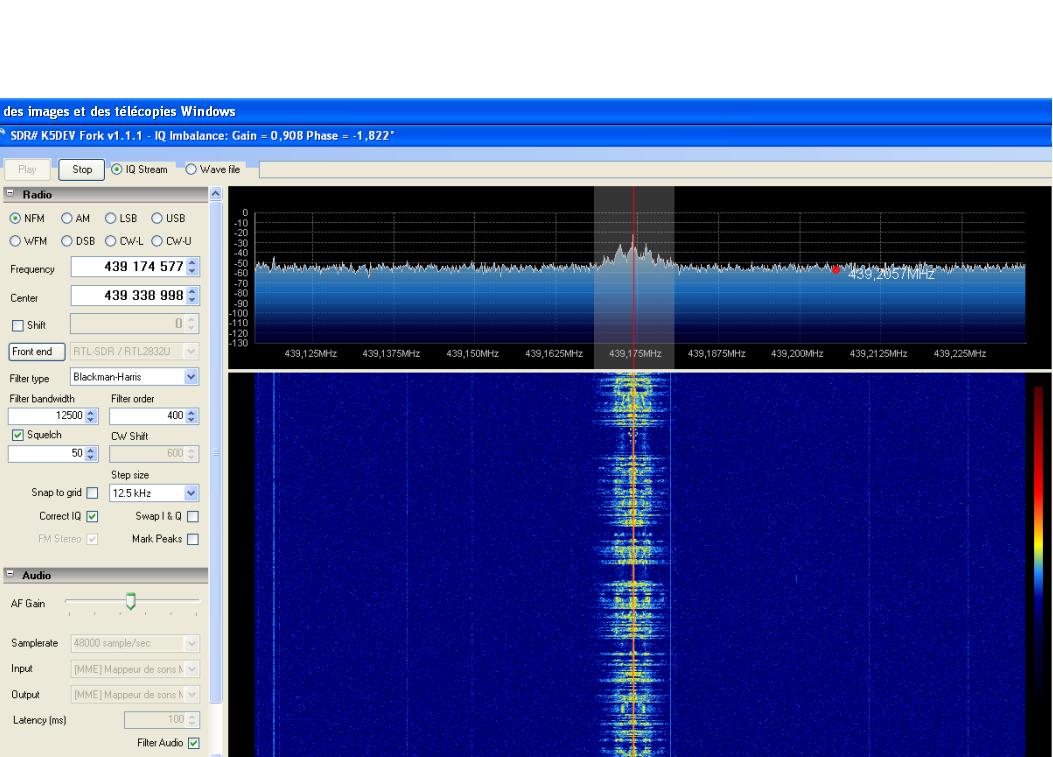 des images et des télécopies Windows
SDR# K5DEV Fork v1.1.1 - IQ Imbalance: Gain = 0,908 Phase = -1,822°
Play Stop IQ Stream Wave file
Radio
NFM AM LSB USB
WFM DSB CW-L CW-U
Frequency 439 174 577
Center 439 338 998
Shift 0
Front end RTL-SDR / RTL2832U
Filter type Blackman-Harris
Filter bandwidth Filter order
12500 400
Squelch CW Shift
50 600
Step size
Snap to grid 12.5 kHz
Correct IQ Swap I & Q
FM Stereo Mark Peaks
Audio
AF Gain
Samplerate 48000 sample/sec
Input [MME] Mappeur de sons
Output [MME] Mappeur de sons
Latency (ms) 100
Filter Audio
0
-10
-20
-30
-40
-50
-60
-70
-80
-90
-100
-110
-120
-130
439,2057MHz
439,125MHz 439,1375MHz 439,150MHz 439,1625MHz 439,175MHz 439,1875MHz 439,200MHz 439,2125MHz 439,225MHz